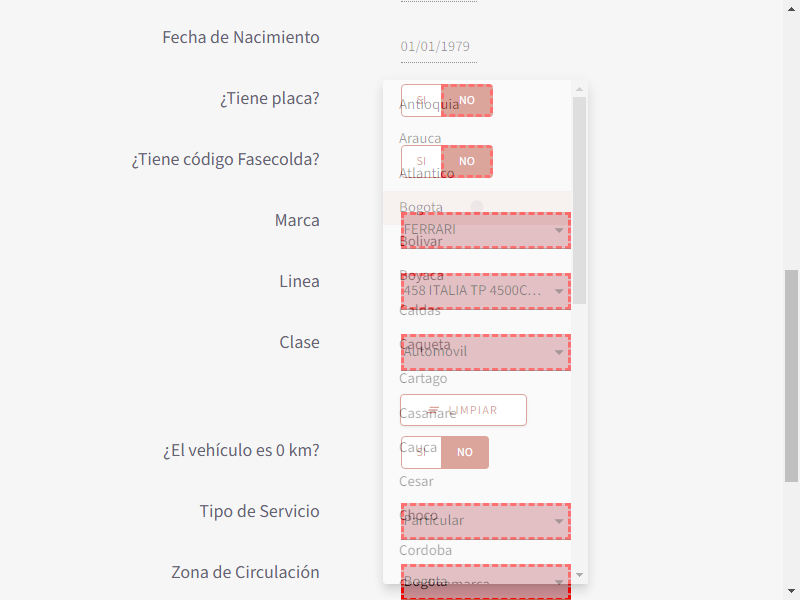 Fecha de Nacimiento
01/01/1979
¿Tiene placa?
SI NO
Antioquia
Arauca
¿Tiene código Fasecolda?
SI NO
Atlantico
Bogota
Marca
FERRARI
Bolivar
Boyaca
Linea
458 ITALIA TP 4500C...
Caldas
Clase
Caqueta
Automovil
Cartago
LIMPIAR
Casanare
¿El vehículo es 0 km?
SI NO
Cauca
Cesar
Tipo de Servicio
Choco
Particular
Cordoba
Zona de Circulación
Bogota
Cundinamarca